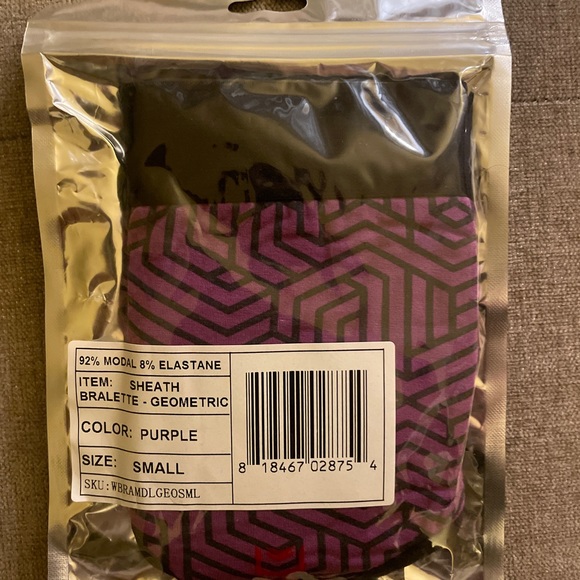 92% MODAL 8% ELASTANE
ITEM: SHEATH
BRALETTE - GEOMETRIC
COLOR: PURPLE
SIZE: SMALL
SKU:WBRAMDLGEOSML
8 18467 02875 4